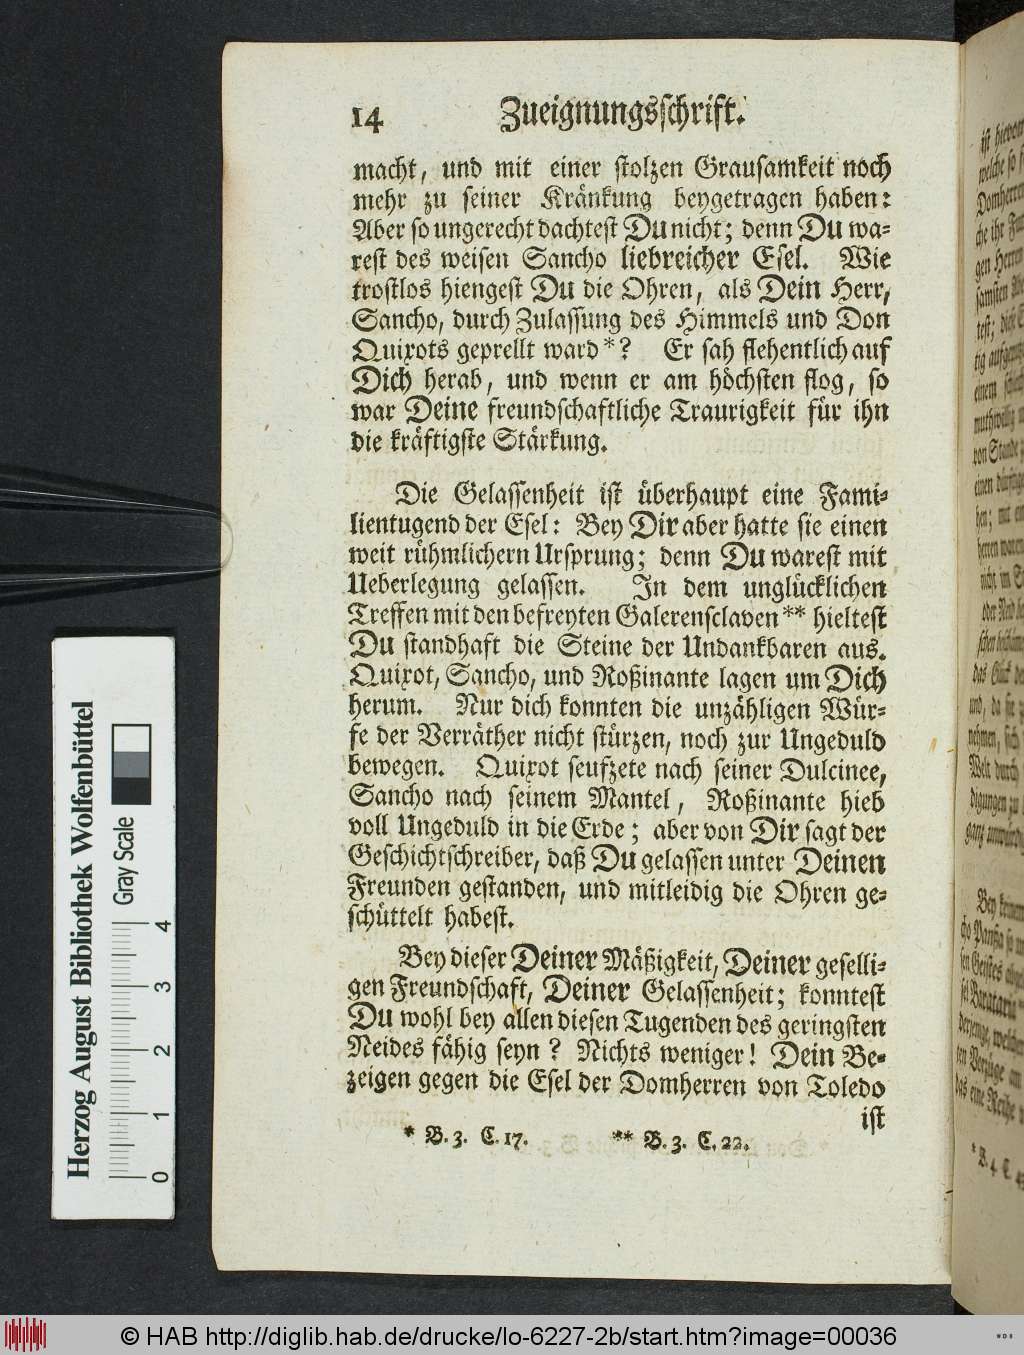 14 Zueignungsschrift.
macht, und mit einer stolzen Grausamkeit noch
mehr zu seiner Kränkung beygetragen haben:
Aber so ungerecht dachtest Du nicht; denn Du wa-
rest des weisen Sancho liebreicher Esel. Wie
trostlos hiengest Du die Ohren, als Dein Herr,
Sancho, durch Zulassung des Himmels und Don
Quixots geprellt ward*? Er sah flehentlich auf
Dich herab, und wenn er am höchsten flog, so
war Deine freundschaftliche Traurigkeit für ihn
die kräftigste Stärkung.
Die Gelassenheit ist überhaupt eine Fami-
lientugend der Esel: Bey Dir aber hatte sie einen
weit rühmlichern Ursprung; denn Du warest mit
Ueberlegung gelassen. In dem unglücklichen
Treffen mit den befreyten Galerensclaven** hieltest
Du standhaft die Steine der Undankbaren aus.
Quixot, Sancho, und Roßinante lagen um Dich
herum. Nur dich konnten die unzähligen Wür-
fe der Verräther nicht stürzen, noch zur Ungeduld
bewegen. Quixot seufzete nach seiner Dulcinee,
Sancho nach seinem Mantel, Roßinante hieb
voll Ungeduld in die Erde; aber von Dir sagt der
Geschichtschreiber, daß Du gelassen unter Deinen
Freunden gestanden, und mitleidig die Ohren ge-
schüttelt habest.
Bey dieser Deiner Mäßigkeit, Deiner geselli-
gen Freundschaft, Deiner Gelassenheit; konntest
Du wohl bey allen diesen Tugenden des geringsten
Neides fähig seyn? Nichts weniger! Dein Be-
zeigen gegen die Esel der Domherren von Toledo
ist
* B. 3. C. 17. ** B. 3. C. 22.
Herzog August Bibliothek Wolfenbüttel
Gray Scale
0 1 2 3 4
© HAB http://diglib.hab.de/drucke/lo-6227-2b/start.htm?image=00036